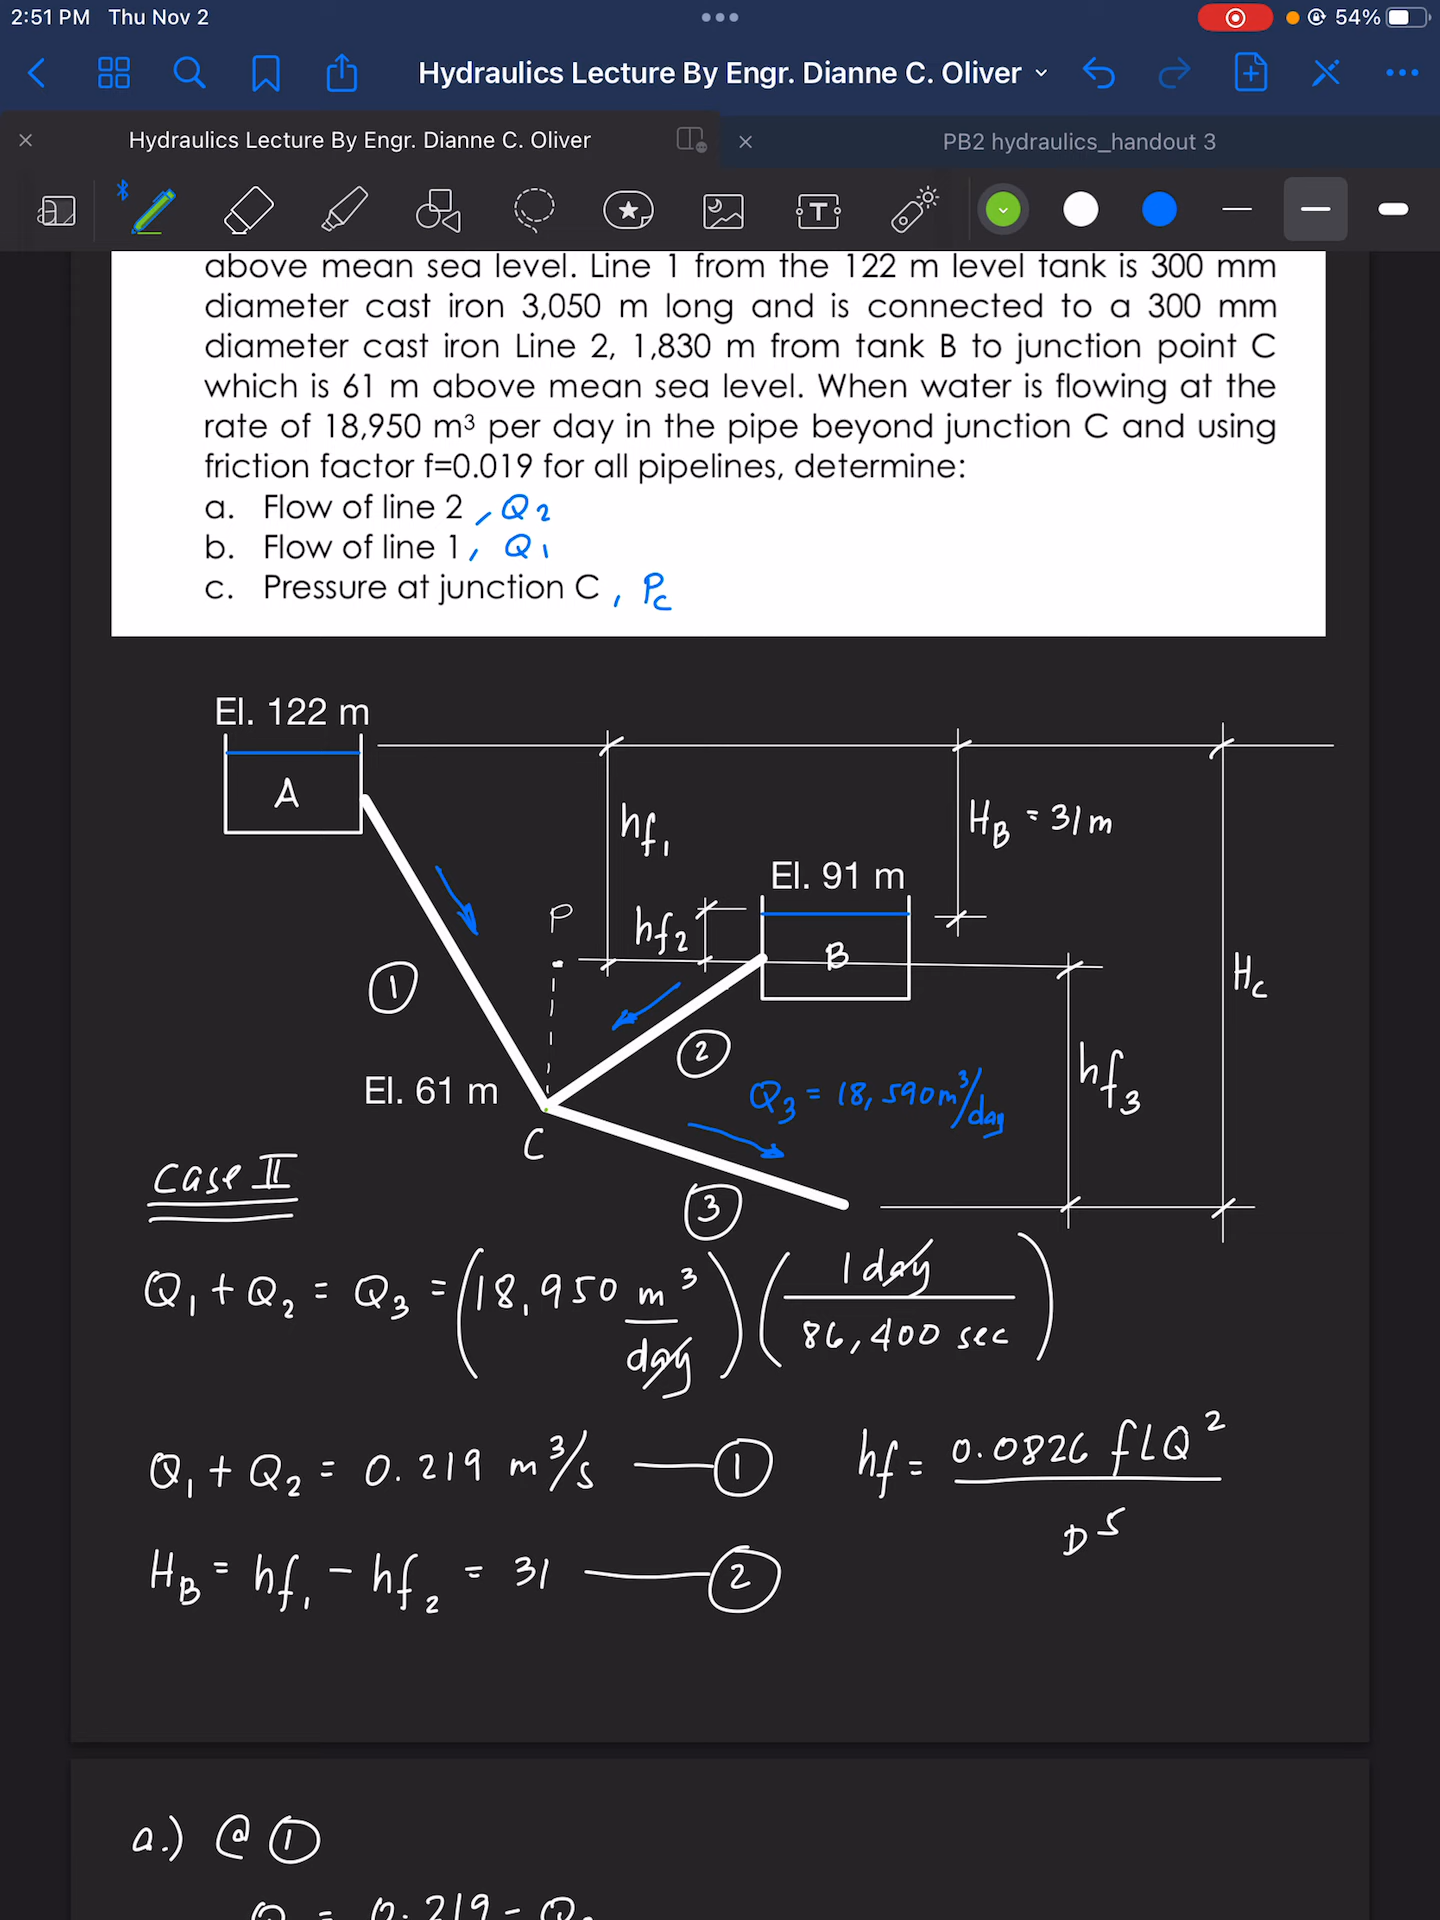 2:51 PM Thu Nov 2
54%
Hydraulics Lecture By Engr. Dianne C. Oliver
Hydraulics Lecture By Engr. Dianne C. Oliver
PB2 hydraulics_handout 3
above mean sea level. Line 1 from the 122 m level tank is 300 mm
diameter cast iron 3,050 m long and is connected to a 300 mm
diameter cast iron Line 2, 1,830 m from tank B to junction point C
which is 61 m above mean sea level. When water is flowing at the
rate of 18,950 m³ per day in the pipe beyond junction C and using
friction factor f=0.019 for all pipelines, determine:
a. Flow of line 2, Q₂
b. Flow of line 1, Q₁
c. Pressure at junction C, Pc
El. 122 m
A
hf₁
H_B = 31 m
El. 91 m
P
hf₂
B
Hc
①
②
El. 61 m
Q₃ = 18,590 m³/day
hf₃
C
Case II
③
Q₁ + Q₂ = Q₃ = (18,950 m³/day) (1 day/86,400 sec)
Q₁ + Q₂ = 0.219 m³/s — ①
hf = 0.0826 fLQ²/D⁵
H_B = hf₁ - hf₂ = 31 — ②
a.) @ ①